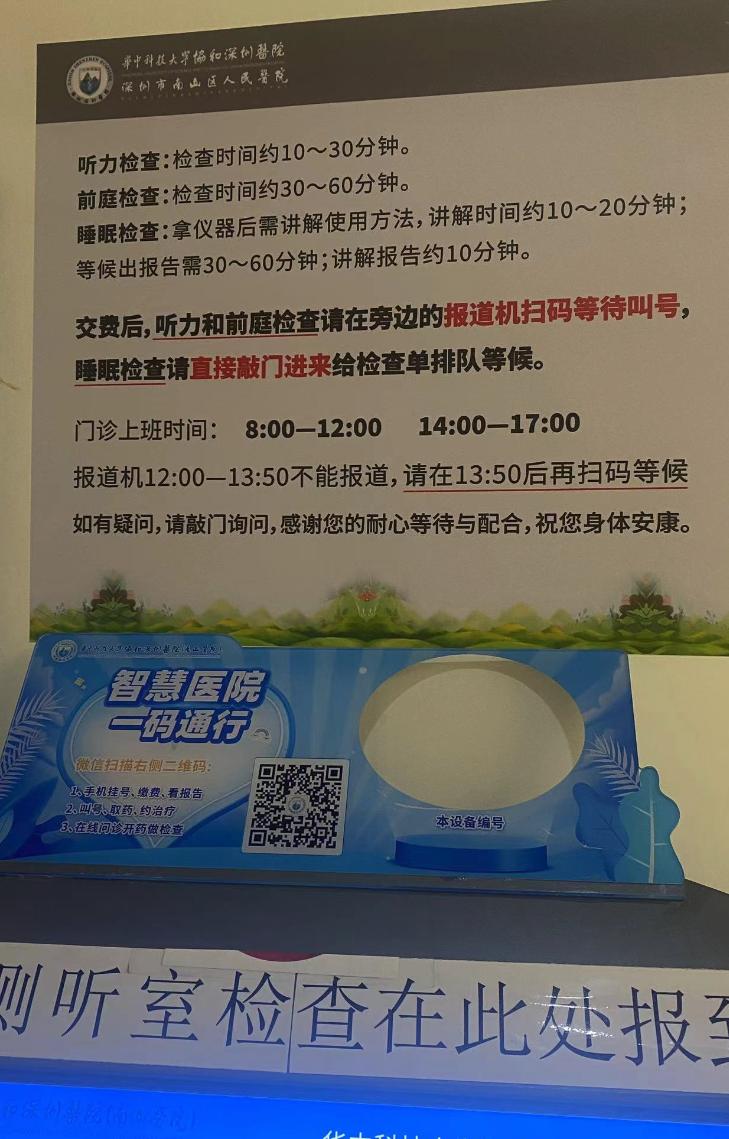 华中科技大学协和深圳醫院
深圳市南山区人民醫院
听力检查：检查时间约10～30分钟。
前庭检查：检查时间约30～60分钟。
睡眠检查：拿仪器后需讲解使用方法，讲解时间约10～20分钟；
等候出报告需30～60分钟；讲解报告约10分钟。
交费后，听力和前庭检查请在旁边的报道机扫码等待叫号，
睡眠检查请直接敲门进来给检查单排队等候。
门诊上班时间： 8:00—12:00 14:00—17:00
报道机12:00—13:50不能报道，请在13:50后再扫码等候
如有疑问，请敲门询问，感谢您的耐心等待与配合，祝您身体安康。
智慧医院
一码通行
微信扫描右侧二维码：
1、手机挂号、缴费、看报告
2、叫号、取药、约治疗
3、在线问诊开药做检查
本设备编号
测听室检查在此处报到